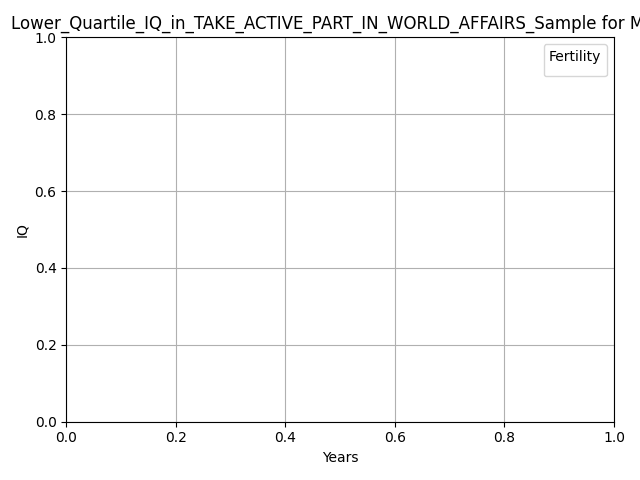 Lower_Quartile_IQ_in_TAKE_ACTIVE_PART_IN_WORLD_AFFAIRS_Sample for M
Fertility
1.0
0.8
0.6
0.4
0.2
0.0
IQ
0.0 0.2 0.4 0.6 0.8 1.0
Years